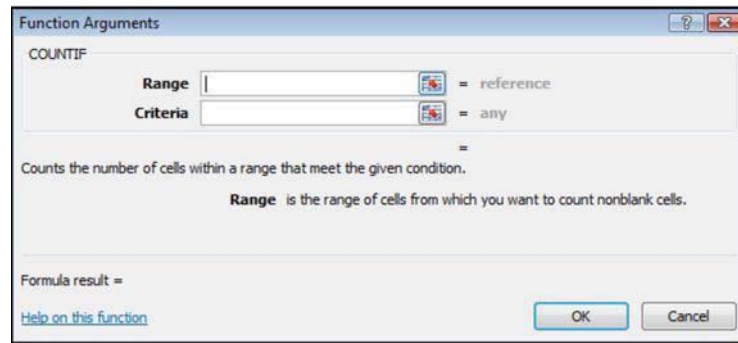 Function Arguments
COUNTIF
Range = reference
Criteria = any
=
Counts the number of cells within a range that meet the given condition.
Range is the range of cells from which you want to count nonblank cells.
Formula result =
Help on this function OK Cancel